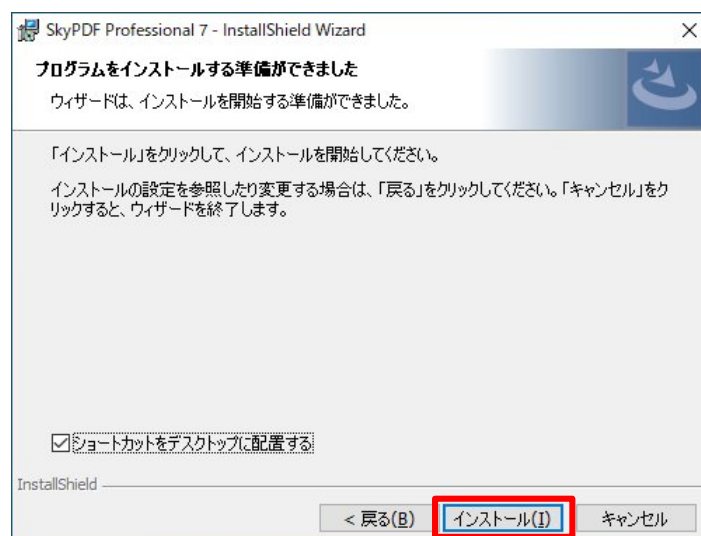 SkyPDF Professional 7 - InstallShield Wizard
プログラムをインストールする準備ができました
ウィザードは、インストールを開始する準備ができました。
「インストール」をクリックして、インストールを開始してください。
インストールの設定を参照したり変更する場合は、「戻る」をクリックしてください。「キャンセル」をク
リックすると、ウィザードを終了します。
ショートカットをデスクトップに配置する
InstallShield
< 戻る(B) インストール(I) キャンセル